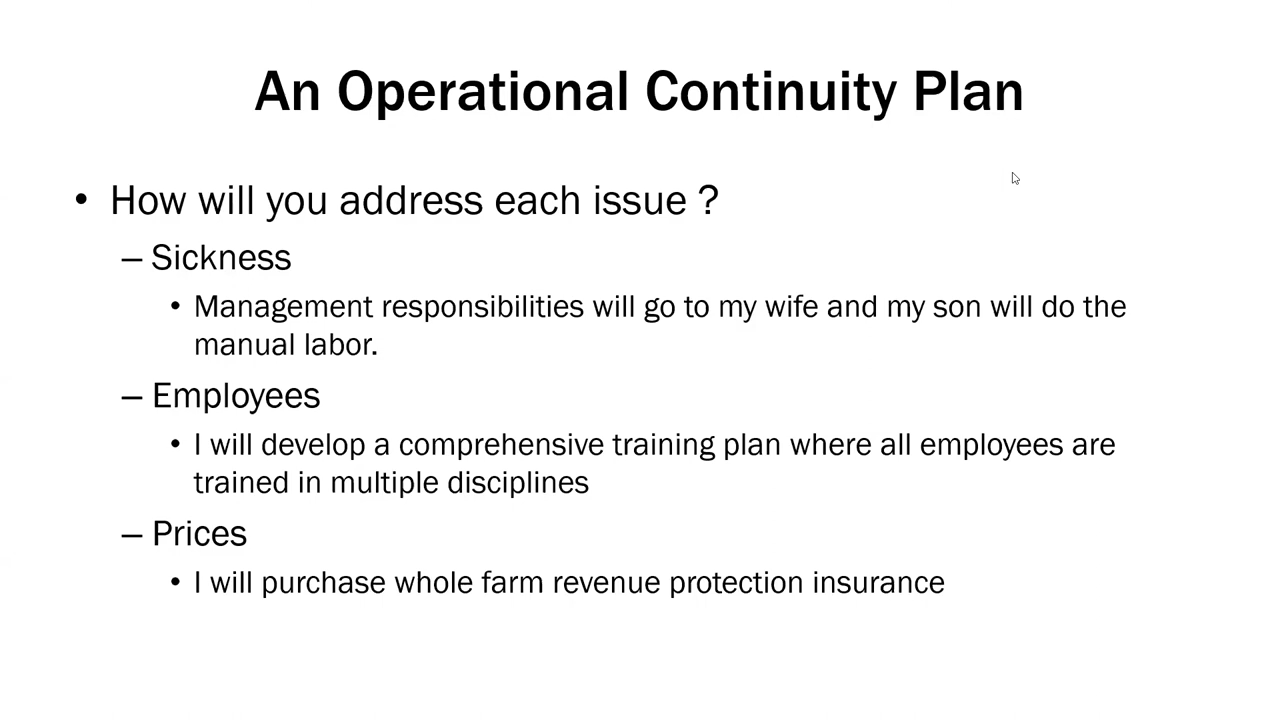 An Operational Continuity Plan
• How will you address each issue ?
– Sickness
• Management responsibilities will go to my wife and my son will do the
manual labor.
– Employees
• I will develop a comprehensive training plan where all employees are
trained in multiple disciplines
– Prices
• I will purchase whole farm revenue protection insurance